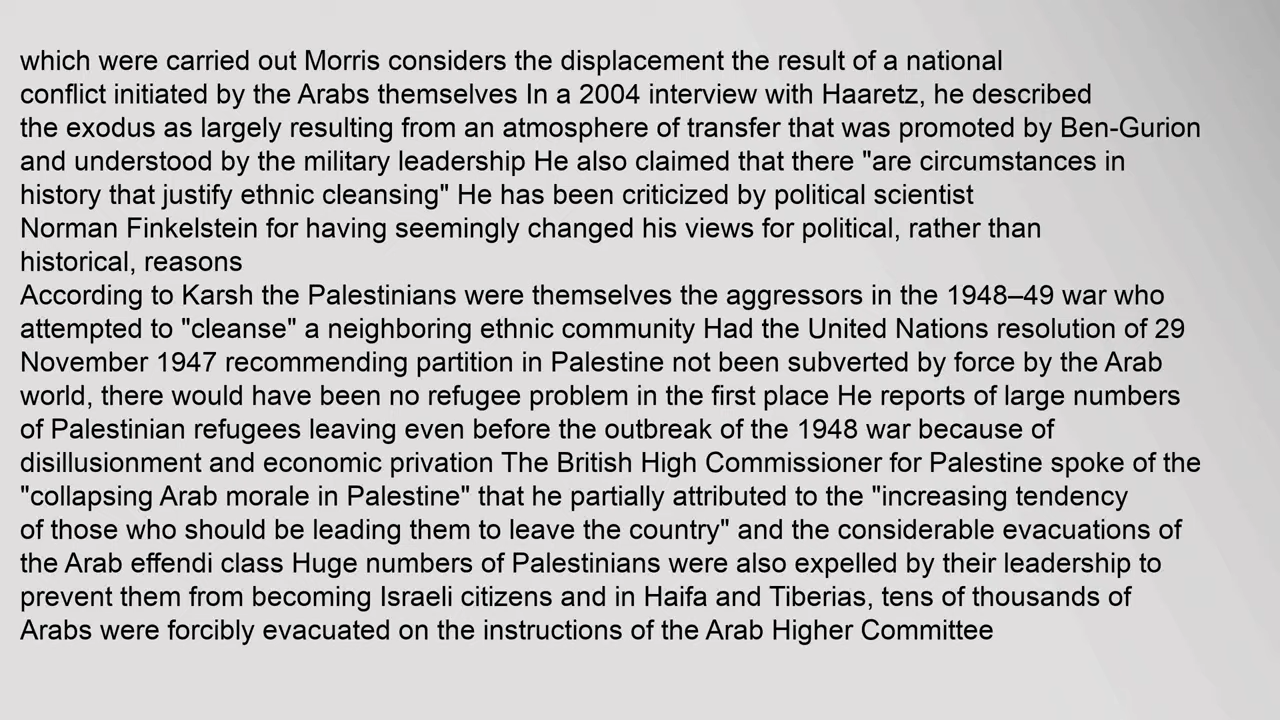 which were carried out Morris considers the displacement the result of a national
conflict initiated by the Arabs themselves In a 2004 interview with Haaretz, he described
the exodus as largely resulting from an atmosphere of transfer that was promoted by Ben-Gurion
and understood by the military leadership He also claimed that there "are circumstances in
history that justify ethnic cleansing" He has been criticized by political scientist
Norman Finkelstein for having seemingly changed his views for political, rather than
historical, reasons
According to Karsh the Palestinians were themselves the aggressors in the 1948–49 war who
attempted to "cleanse" a neighboring ethnic community Had the United Nations resolution of 29
November 1947 recommending partition in Palestine not been subverted by force by the Arab
world, there would have been no refugee problem in the first place He reports of large numbers
of Palestinian refugees leaving even before the outbreak of the 1948 war because of
disillusionment and economic privation The British High Commissioner for Palestine spoke of the
"collapsing Arab morale in Palestine" that he partially attributed to the "increasing tendency
of those who should be leading them to leave the country" and the considerable evacuations of
the Arab effendi class Huge numbers of Palestinians were also expelled by their leadership to
prevent them from becoming Israeli citizens and in Haifa and Tiberias, tens of thousands of
Arabs were forcibly evacuated on the instructions of the Arab Higher Committee